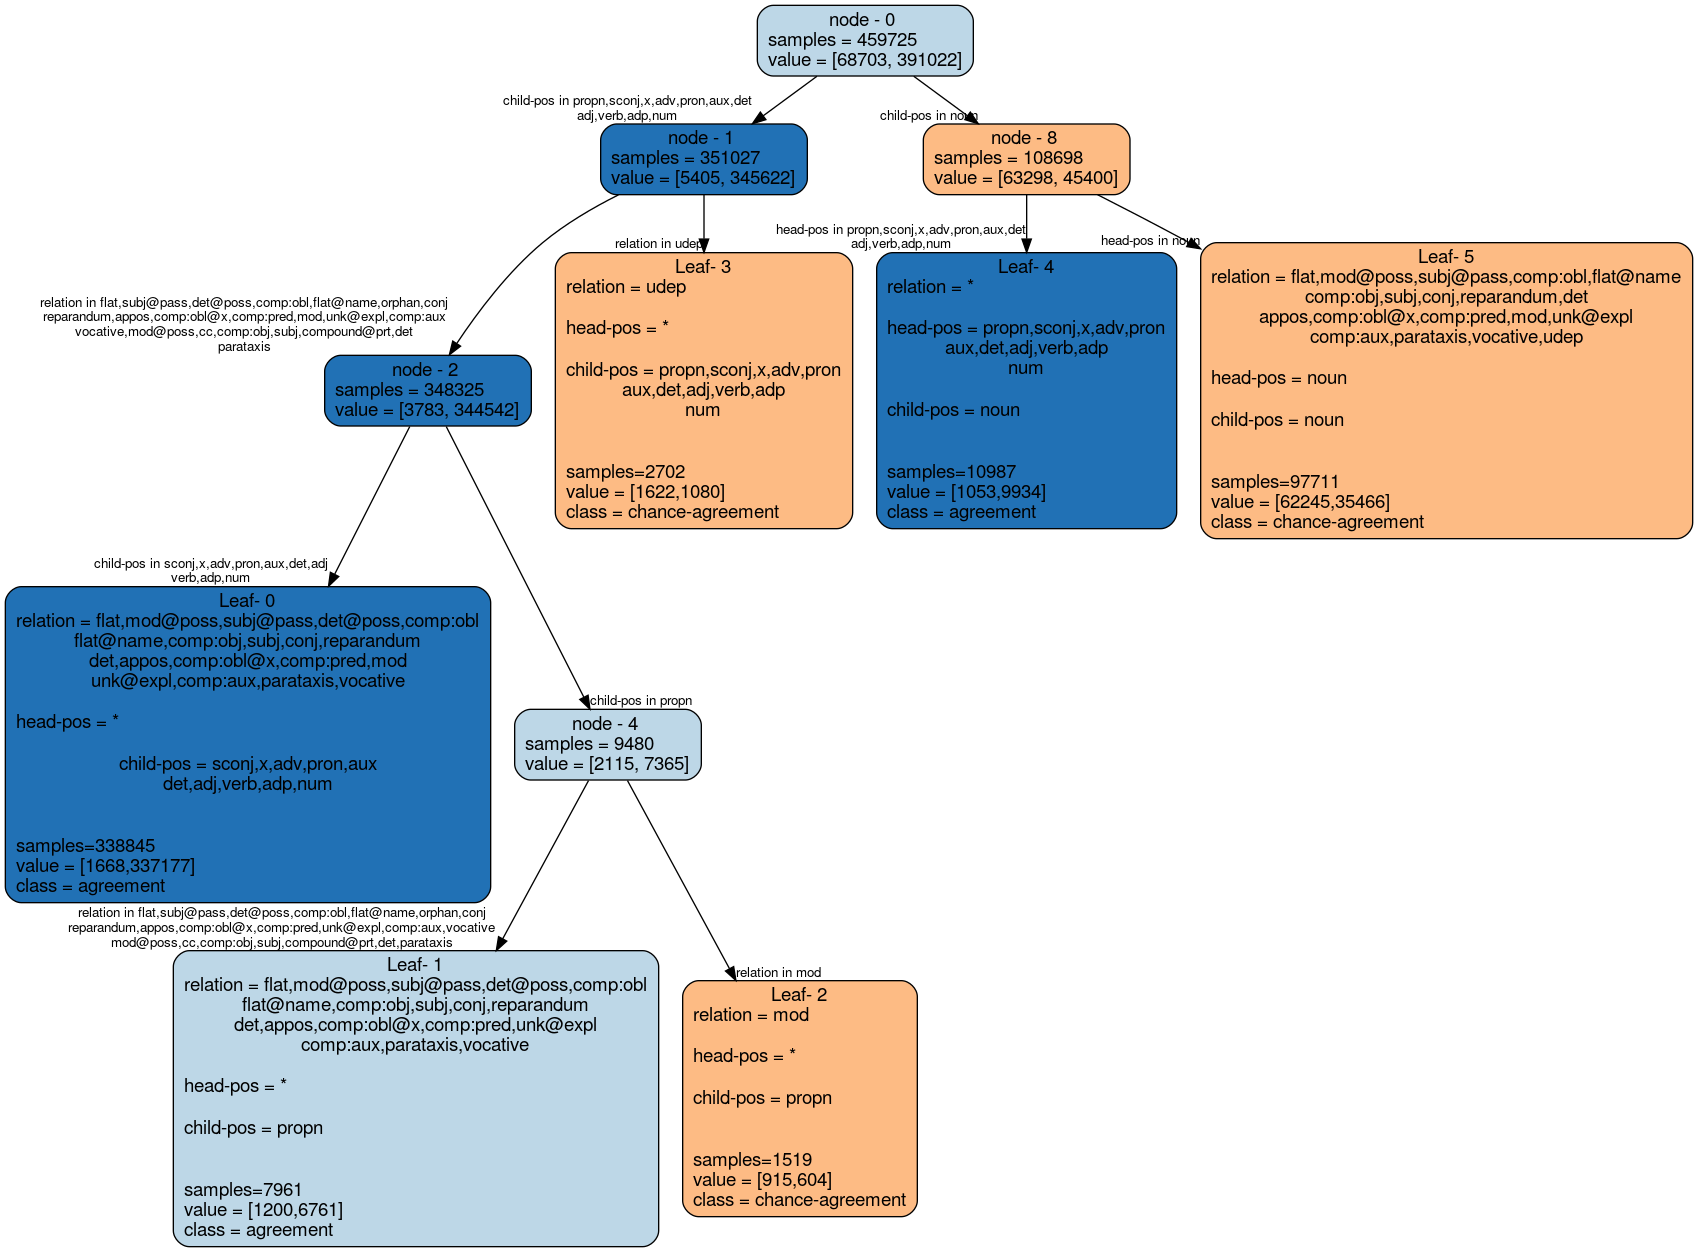 node - 0
samples = 459725
value = [68703, 391022]
child-pos in propn,sconj,x,adv,pron,aux,det
adj,verb,adp,num
child-pos in noun
node - 1
samples = 351027
value = [5405, 345622]
node - 8
samples = 108698
value = [63298, 45400]
relation in flat,subj@pass,det@poss,comp:obl,flat@name,orphan,conj
reparandum,appos,comp:obl@x,comp:pred,mod,unk@expl,comp:aux
vocative,mod@poss,cc,comp:obj,subj,compound@prt,det
parataxis
relation in udep
head-pos in propn,sconj,x,adv,pron,aux,det
adj,verb,adp,num
head-pos in noun
node - 2
samples = 348325
value = [3783, 344542]
Leaf- 3
relation = udep
head-pos = *
child-pos = propn,sconj,x,adv,pron
aux,det,adj,verb,adp
num
samples=2702
value = [1622,1080]
class = chance-agreement
Leaf- 4
relation = *
head-pos = propn,sconj,x,adv,pron
aux,det,adj,verb,adp
num
child-pos = noun
samples=10987
value = [1053,9934]
class = agreement
Leaf- 5
relation = flat,mod@poss,subj@pass,comp:obl,flat@name
comp:obj,subj,conj,reparandum,det
appos,comp:obl@x,comp:pred,mod,unk@expl
comp:aux,parataxis,vocative,udep
head-pos = noun
child-pos = noun
samples=97711
value = [62245,35466]
class = chance-agreement
child-pos in sconj,x,adv,pron,aux,det,adj
verb,adp,num
child-pos in propn
Leaf- 0
relation = flat,mod@poss,subj@pass,det@poss,comp:obl
flat@name,comp:obj,subj,conj,reparandum
det,appos,comp:obl@x,comp:pred,mod
unk@expl,comp:aux,parataxis,vocative
head-pos = *
child-pos = sconj,x,adv,pron,aux
det,adj,verb,adp,num
samples=338845
value = [1668,337177]
class = agreement
node - 4
samples = 9480
value = [2115, 7365]
relation in flat,subj@pass,det@poss,comp:obl,flat@name,orphan,conj
reparandum,appos,comp:obl@x,comp:pred,unk@expl,comp:aux,vocative
mod@poss,cc,comp:obj,subj,compound@prt,det,parataxis
relation in mod
Leaf- 1
relation = flat,mod@poss,subj@pass,det@poss,comp:obl
flat@name,comp:obj,subj,conj,reparandum
det,appos,comp:obl@x,comp:pred,unk@expl
comp:aux,parataxis,vocative
head-pos = *
child-pos = propn
samples=7961
value = [1200,6761]
class = agreement
Leaf- 2
relation = mod
head-pos = *
child-pos = propn
samples=1519
value = [915,604]
class = chance-agreement